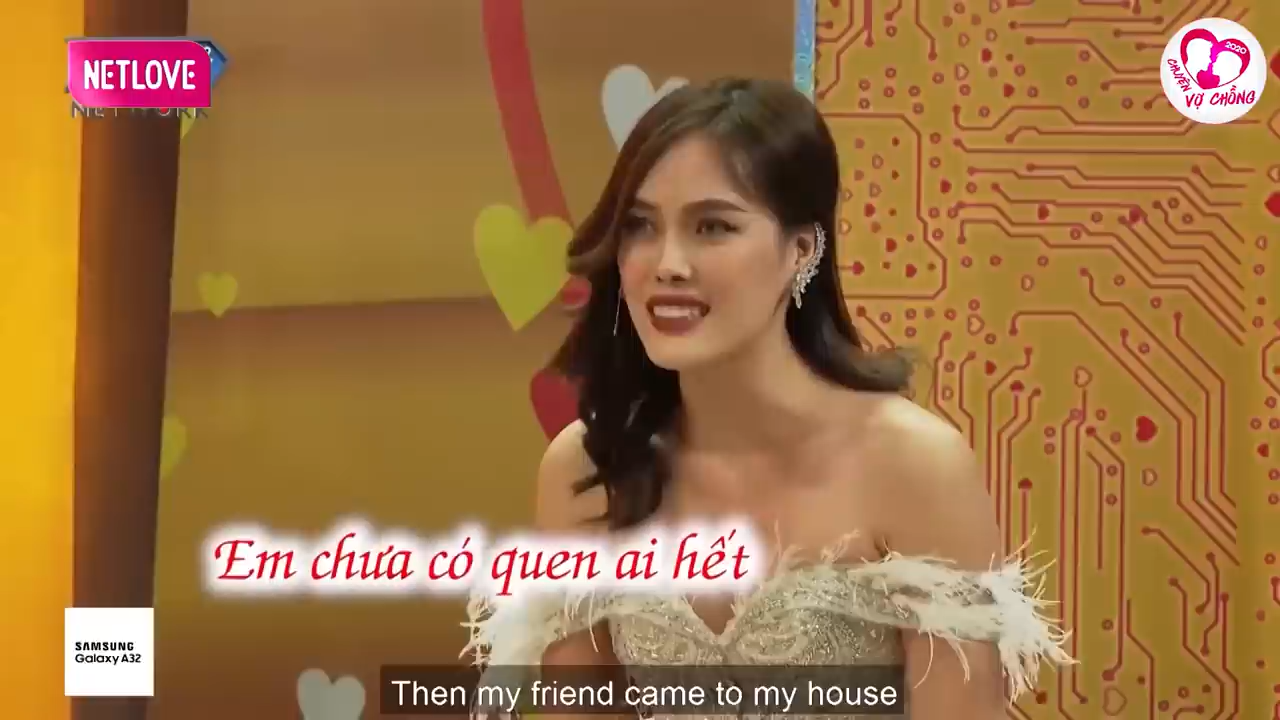 NETLOVE
NETWORK
2020
CHUYỆN
VỢ CHỒNG
Em chưa có quen ai hết
SAMSUNG
Galaxy A32
Then my friend came to my house